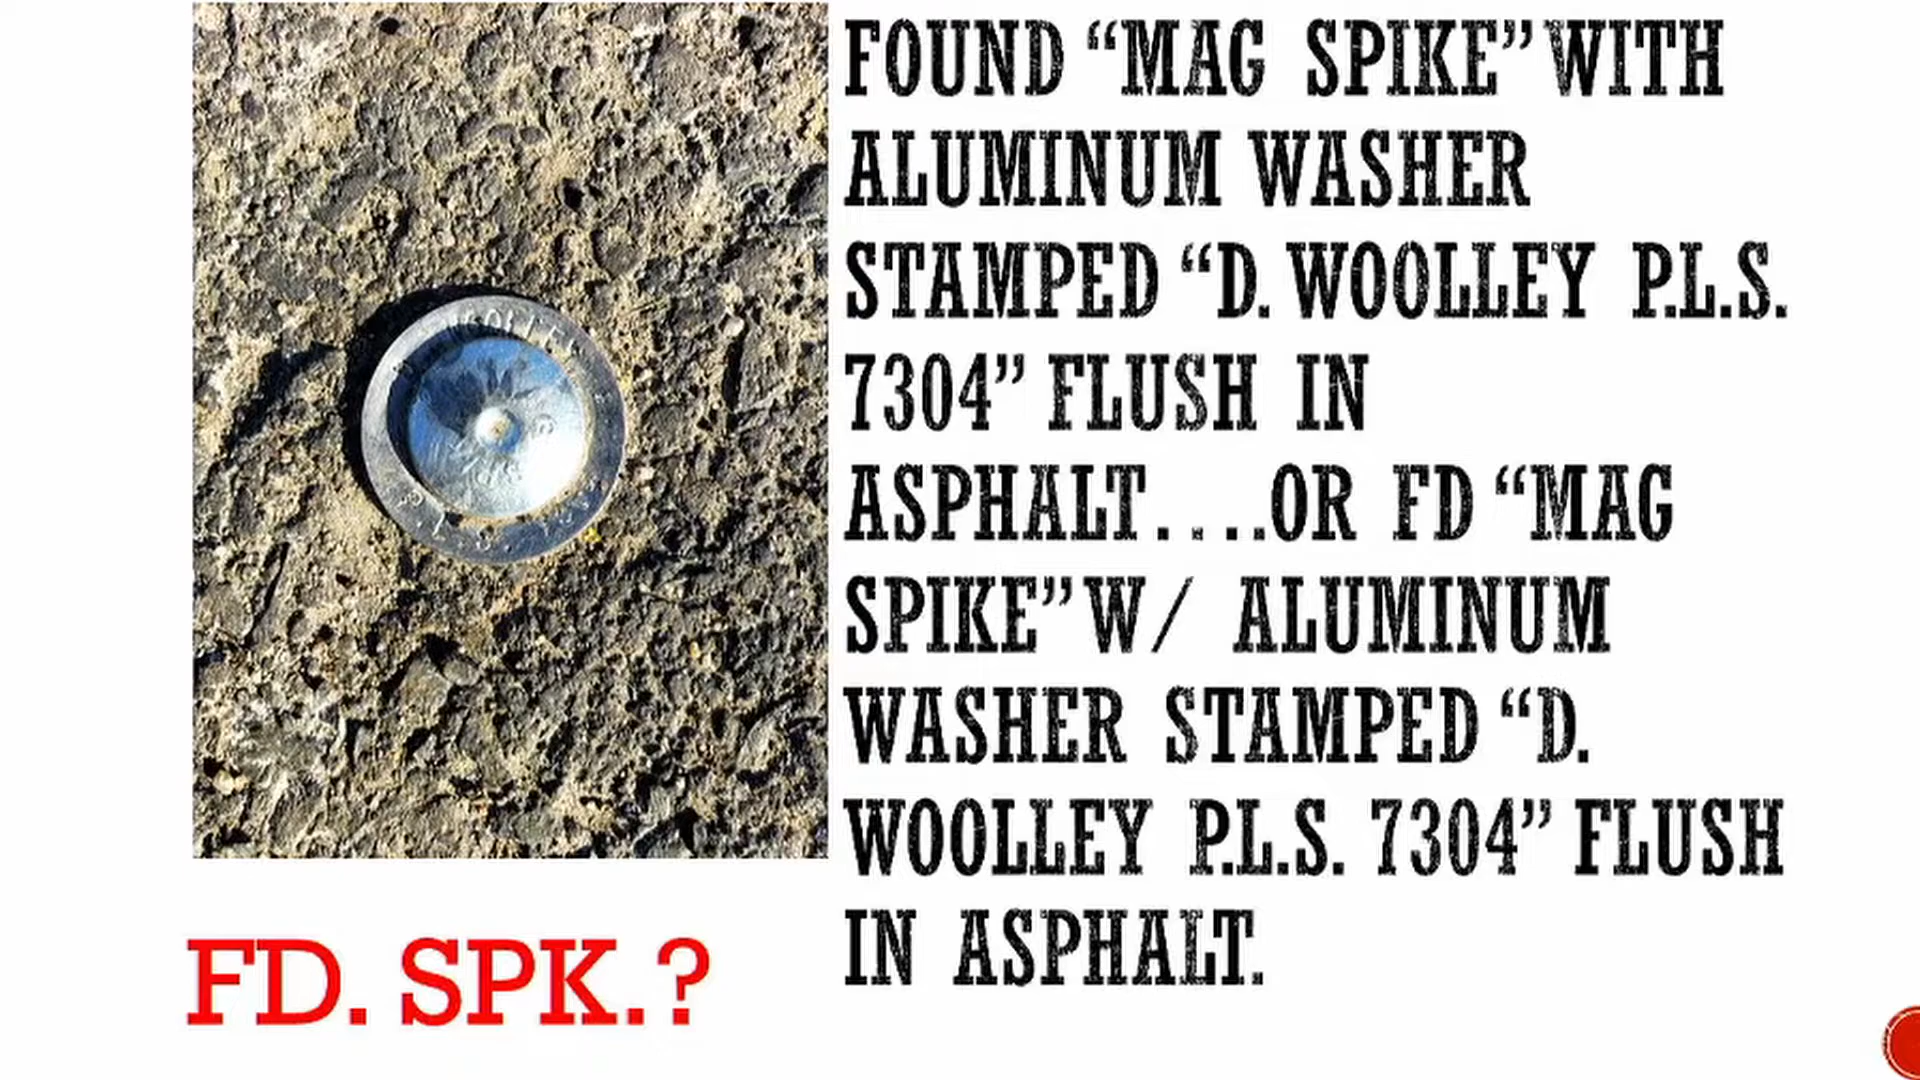 FOUND “MAG SPIKE” WITH
ALUMINUM WASHER
STAMPED “D. WOOLLEY P.L.S.
7304” FLUSH IN
ASPHALT. . . .OR FD “MAG
SPIKE” W/ ALUMINUM
WASHER STAMPED “D.
WOOLLEY P.L.S. 7304” FLUSH
IN ASPHALT.
WOOLLEY
P.L.S.
FD. SPK.?